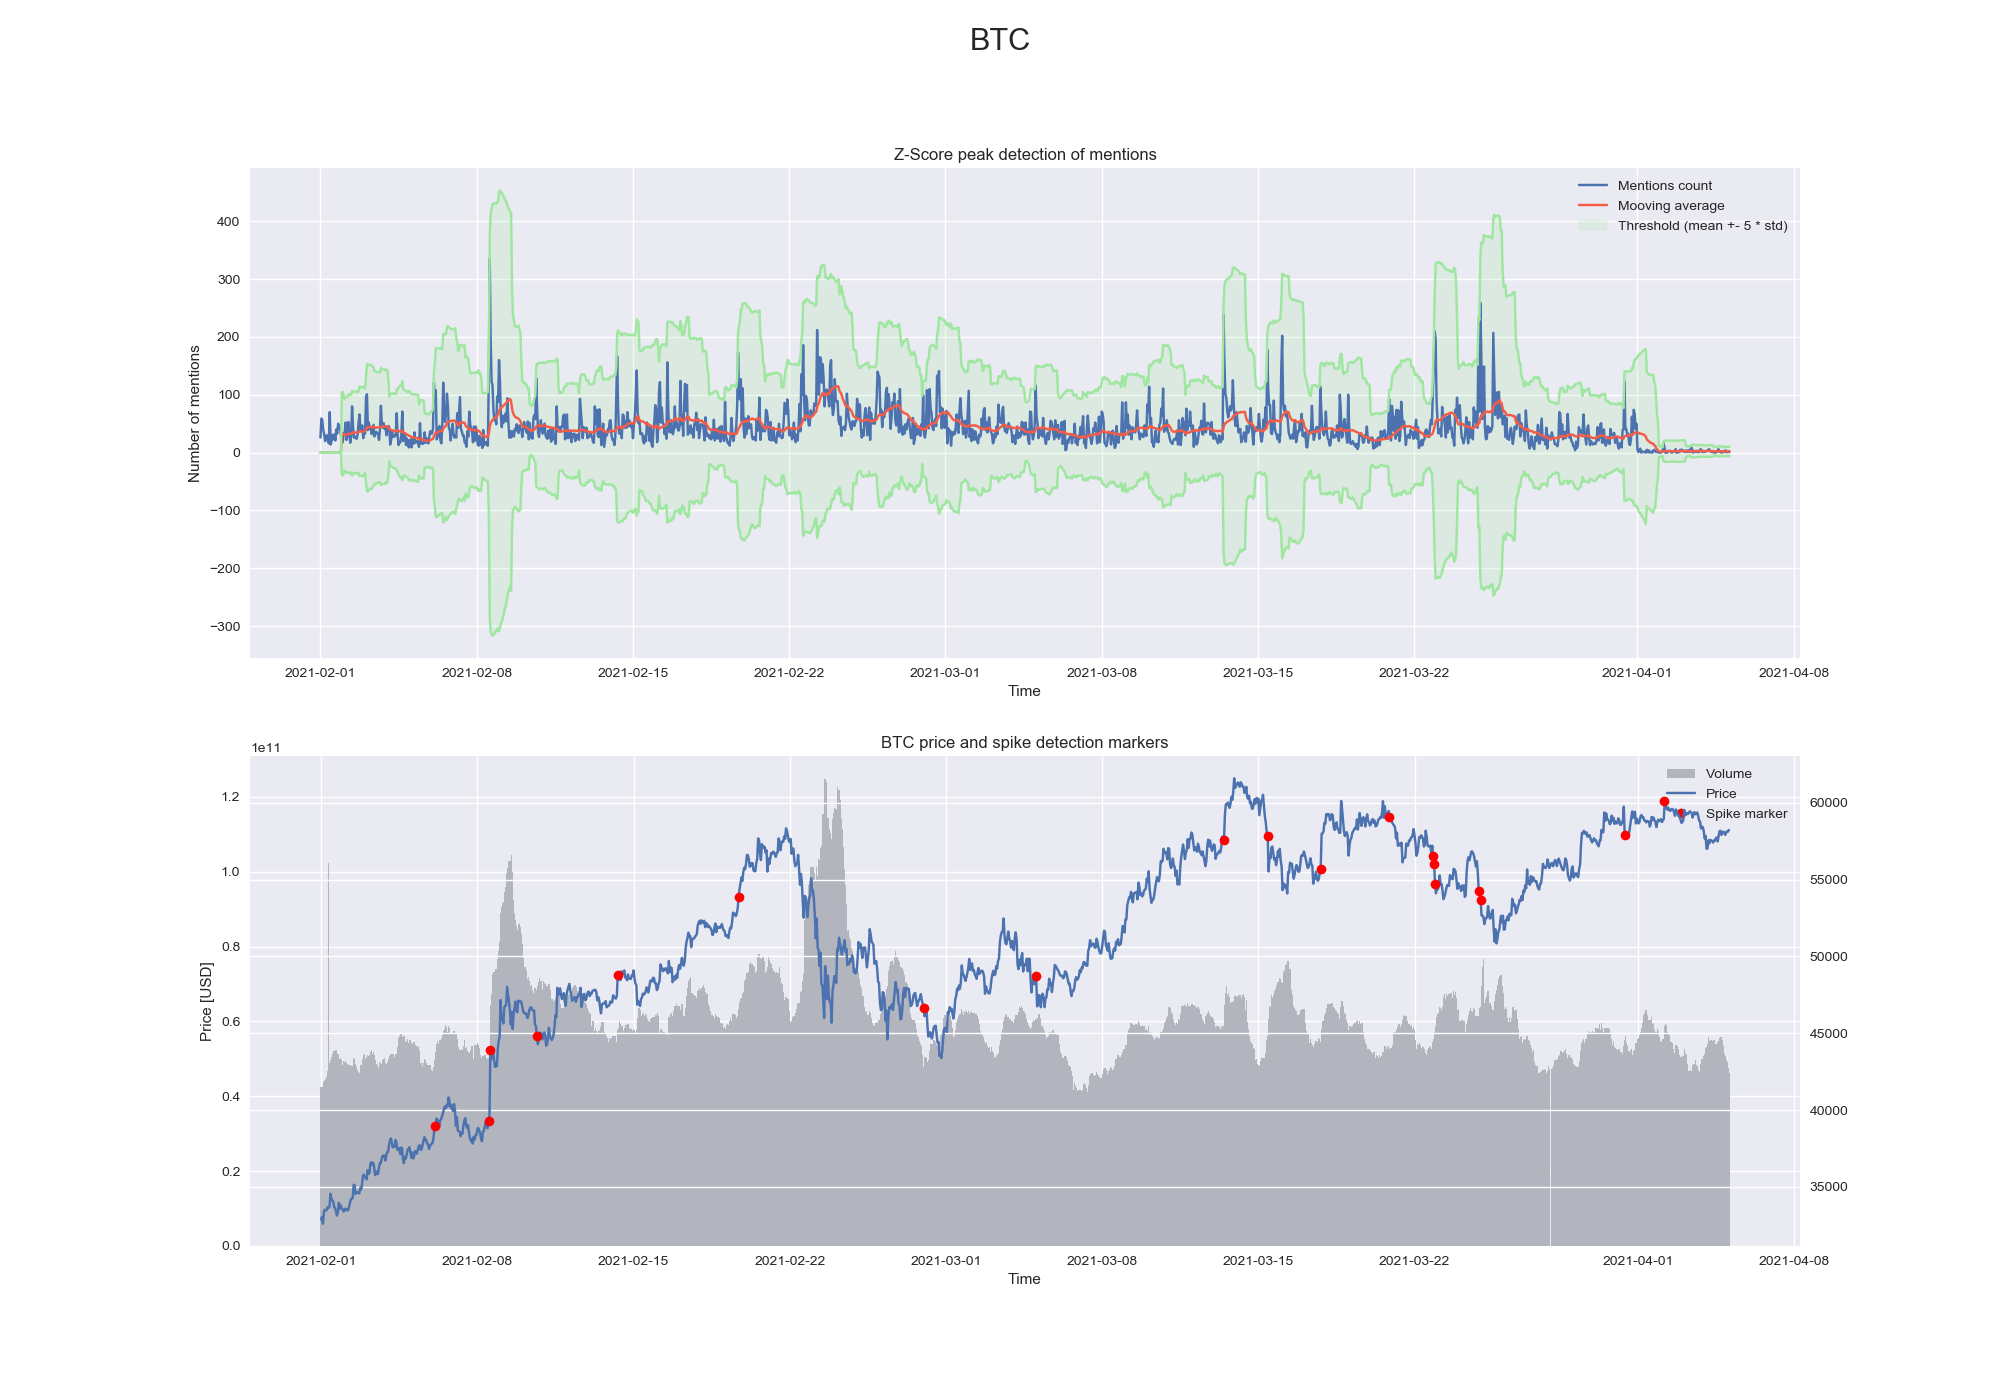 BTC
Z-Score peak detection of mentions
Mentions count
Mooving average
Threshold (mean +- 5 * std)
Number of mentions
400
300
200
100
0
−100
−200
−300
2021-02-01 2021-02-08 2021-02-15 2021-02-22 2021-03-01 2021-03-08 2021-03-15 2021-03-22 2021-04-01 2021-04-08
Time
BTC price and spike detection markers
1e11
Volume
Price
Spike marker
Price [USD]
1.2
1.0
0.8
0.6
0.4
0.2
0.0
60000
55000
50000
45000
40000
35000
2021-02-01 2021-02-08 2021-02-15 2021-02-22 2021-03-01 2021-03-08 2021-03-15 2021-03-22 2021-04-01 2021-04-08
Time